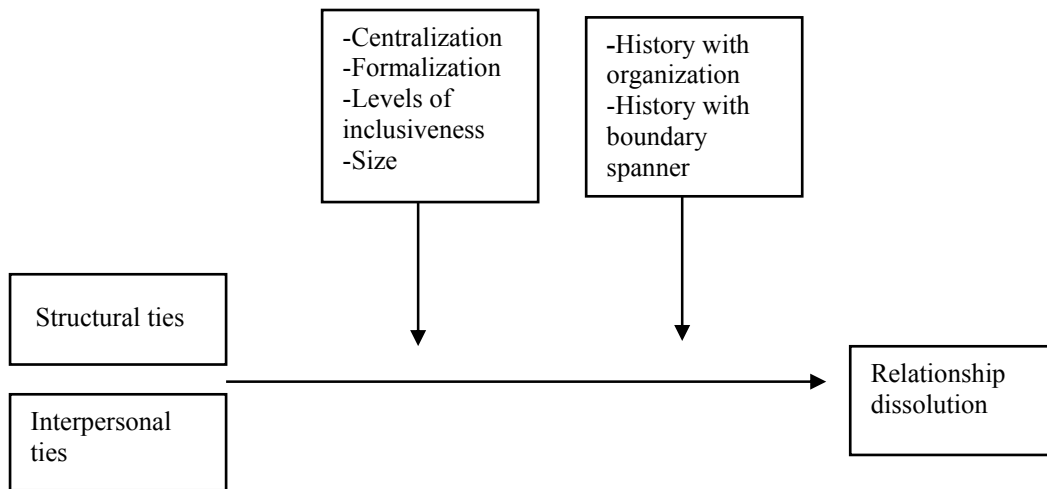 -Centralization
-Formalization
-Levels of
inclusiveness
-Size
-History with
organization
-History with
boundary
spanner
Structural ties
Interpersonal
ties
Relationship
dissolution